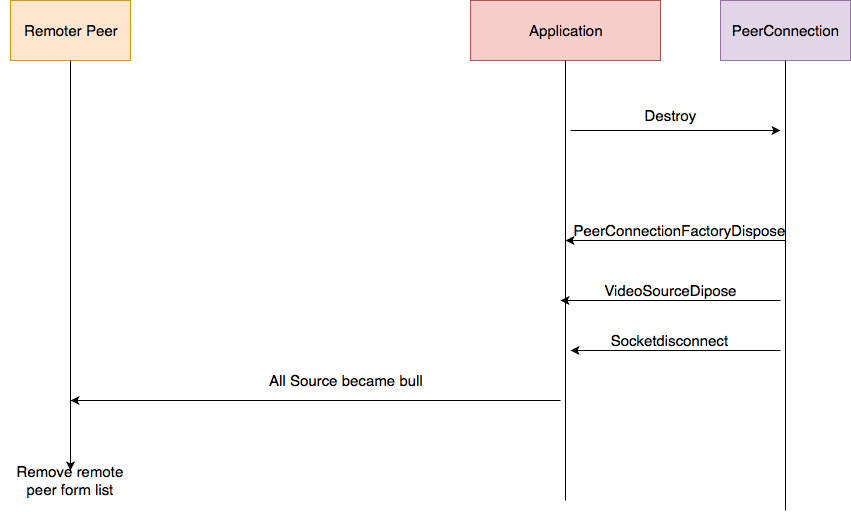 Remoter Peer
Application
PeerConnection
Destroy
PeerConnectionFactoryDispose
VideoSourceDipose
Socketdisconnect
All Source became bull
Remove remote
peer form list